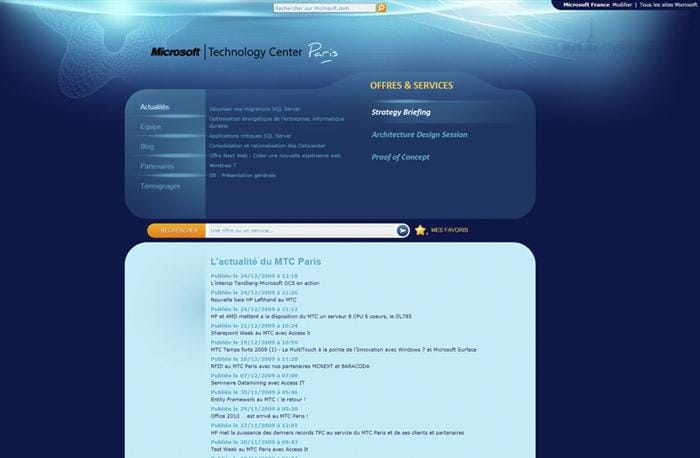 Rechercher sur Microsoft.com
Microsoft France Modifier | Tous les sites Microsoft
Microsoft | Technology Center Paris
OFFRES & SERVICES
Actualités
Equipe
Blog
Partenaires
Témoignages
Sécuriser vos migrations SQL Server
Optimisation énergétique de l'entreprise, informatique
durable
Applications critiques SQL Server
Consolidation et rationalisation des Datacenter
Offre Next Web : Créer une nouvelle expérience web
Windows 7
SB : Présentation générale
Strategy Briefing
Architecture Design Session
Proof of Concept
RECHERCHER
Une offre ou un service...
MES FAVORIS
L'actualité du MTC Paris
Publiée le 24/12/2009 à 12:18
L'interop Tandberg-Microsoft OCS en action
Publiée le 24/12/2009 à 11:26
Nouvelle baie HP Lefthand au MTC
Publiée le 24/12/2009 à 11:12
HP et AMD mettent a la disposition du MTC un serveur 8 CPU 6 coeurs, le DL785
Publiée le 21/12/2009 à 10:24
Sharepoint Week au MTC avec Access it
Publiée le 19/12/2009 à 10:56
MTC Temps forts 2009 (1) - Le MultiTouch à la pointe de l'Innovation avec Windows 7 et Microsoft Surface
Publiée le 10/12/2009 à 11:28
RFID au MTC Paris avec nos partenaires MCNEXT et BARACODA
Publiée le 07/12/2009 à 07:00
Seminaire Datamining avec Access IT
Publiée le 30/11/2009 à 05:46
Entity Framework au MTC : le retour !
Publiée le 29/11/2009 à 05:30
Office 2010 .. est arrivé au MTC Paris !
Publiée le 27/11/2009 à 12:01
HP met le puissance des derniers records TPC au service du MTC Paris et de ses clients et partenaires
Publiée le 20/11/2009 à 09:43
Test Week au MTC Paris avec Access It